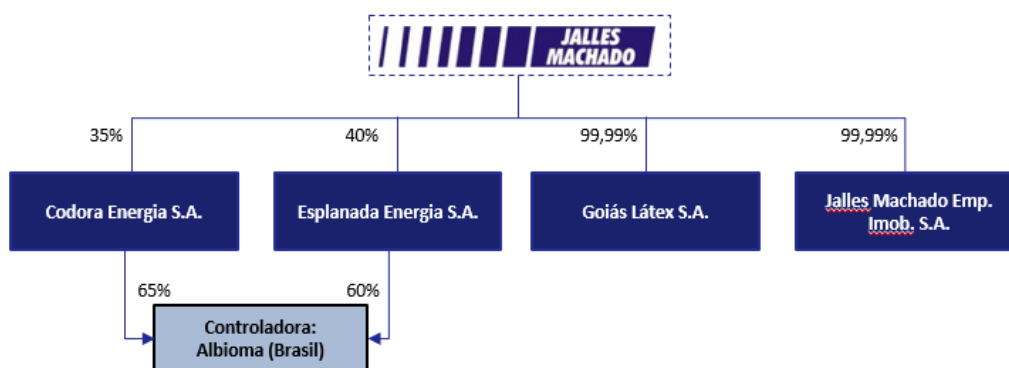 JALLES
MACHADO
35%
40%
99,99%
99,99%
Codora Energia S.A.
Esplanada Energia S.A.
Goiás Látex S.A.
Jalles Machado Emp.
Imob. S.A.
65%
60%
Controladora:
Albioma (Brasil)